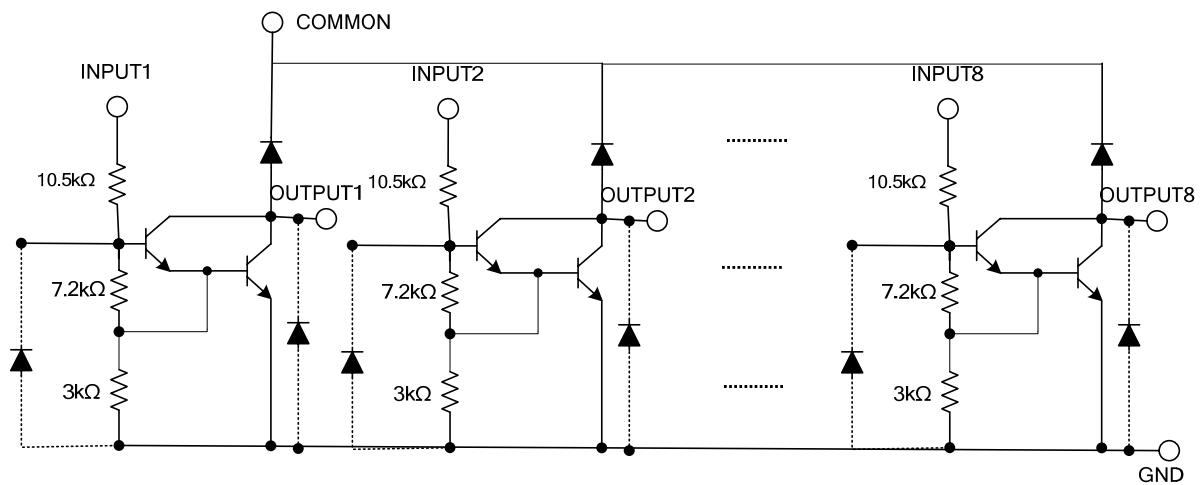 COMMON
INPUT1
INPUT2
INPUT8
10.5kΩ
OUTPUT1
10.5kΩ
OUTPUT2
10.5kΩ
OUTPUT8
7.2kΩ
7.2kΩ
7.2kΩ
3kΩ
3kΩ
3kΩ
GND